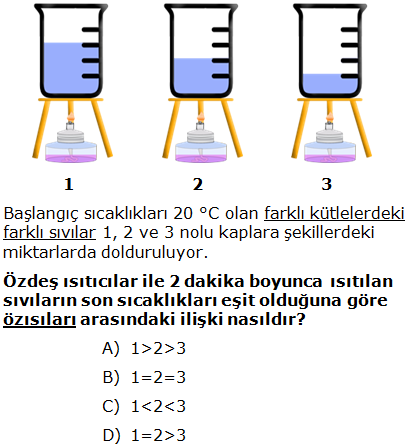 1 2 3
Başlangıç sıcaklıkları 20 °C olan farklı kütlelerdeki
farklı sıvılar 1, 2 ve 3 nolu kaplara şekillerdeki
miktarlarda dolduruluyor.
Özdeş ısıtıcılar ile 2 dakika boyunca ısıtılan
sıvıların son sıcaklıkları eşit olduğuna göre
özısıları arasındaki ilişki nasıldır?
A) 1>2>3
B) 1=2=3
C) 1<2<3
D) 1=2>3